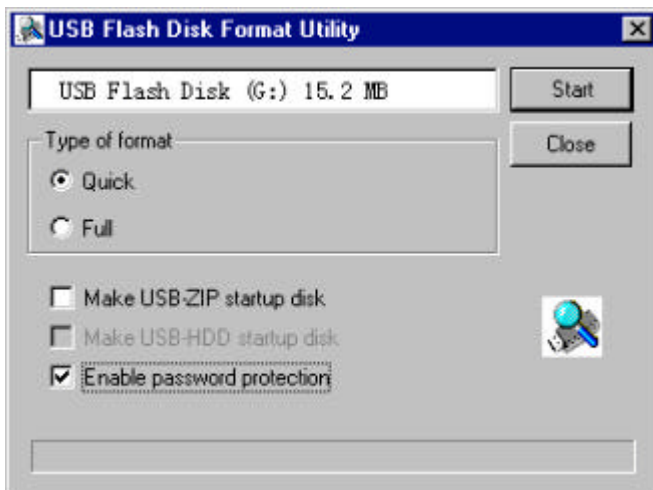 USB Flash Disk Format Utility
USB Flash Disk (G:) 15.2 MB
Start
Type of format
Close
Quick
Full
Make USB-ZIP startup disk
Make USB-HDD startup disk
Enable password protection